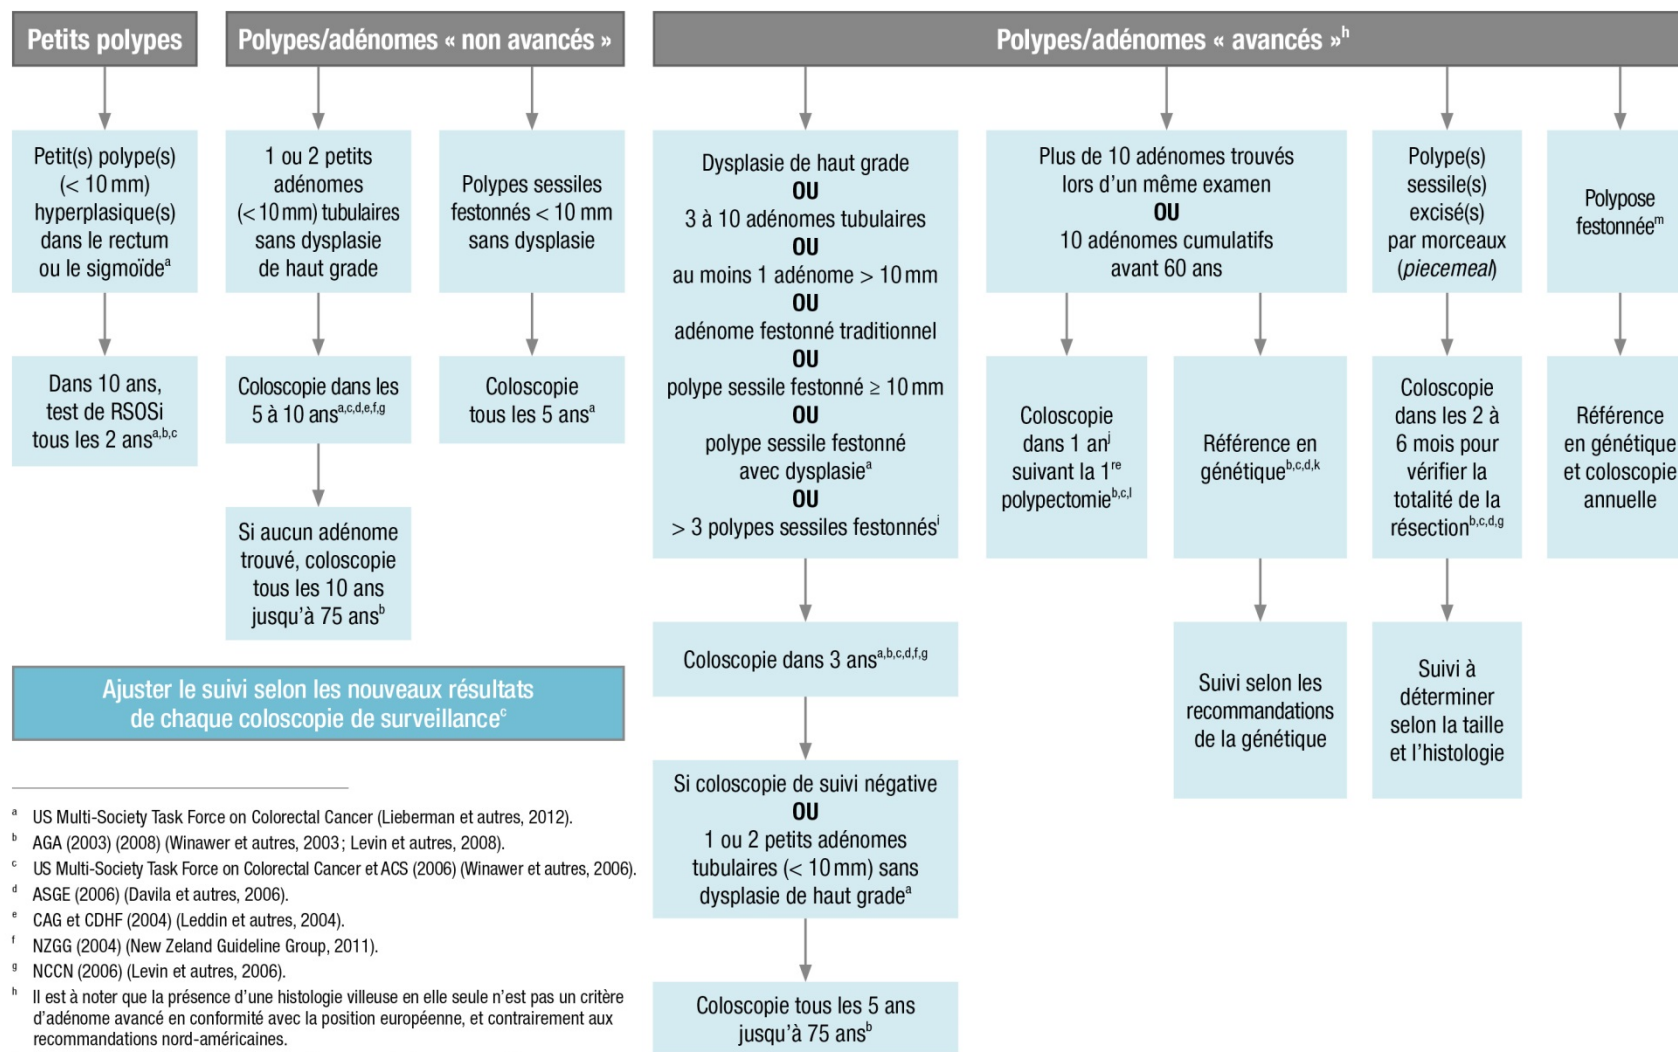 Petits polypes
Petit(s) polype(s)
(< 10 mm)
hyperplasique(s)
dans le rectum
ou le sigmoïdeᵃ
Dans 10 ans,
test de RSOSi
tous les 2 ansᵃ,ᵇ,ᶜ
Polypes/adénomes « non avancés »
1 ou 2 petits
adénomes
(< 10 mm) tubulaires
sans dysplasie
de haut grade
Coloscopie dans les
5 à 10 ansᵃ,ᶜ,ᵈ,ᵉ,ᶠ,ᵍ
Si aucun adénome
trouvé, coloscopie
tous les 10 ans
jusqu’à 75 ansᵇ
Polypes sessiles
festonnés < 10 mm
sans dysplasie
Coloscopie
tous les 5 ansᵃ
Ajuster le suivi selon les nouveaux résultats
de chaque coloscopie de surveillanceᶜ
Polypes/adénomes « avancés »ʰ
Dysplasie de haut grade
OU
3 à 10 adénomes tubulaires
OU
au moins 1 adénome > 10 mm
OU
adénome festonné traditionnel
OU
polype sessile festonné ≥ 10 mm
OU
polype sessile festonné
avec dysplasieᵃ
OU
> 3 polypes sessiles festonnésⁱ
Coloscopie dans 3 ansᵃ,ᵇ,ᶜ,ᵈ,ᶠ,ᵍ
Si coloscopie de suivi négative
OU
1 ou 2 petits adénomes
tubulaires (< 10 mm) sans
dysplasie de haut gradeᵃ
Coloscopie tous les 5 ans
jusqu’à 75 ansᵇ
Plus de 10 adénomes trouvés
lors d’un même examen
OU
10 adénomes cumulatifs
avant 60 ans
Coloscopie
dans 1 anʲ
suivant la 1ʳᵉ
polypectomieᵇ,ᶜ,ˡ
Référence en
génétiqueᵇ,ᶜ,ᵈ,ᵏ
Suivi selon les
recommandations
de la génétique
Polype(s)
sessile(s)
excisé(s)
par morceaux
(piecemeal)
Coloscopie
dans les 2 à
6 mois pour
vérifier la
totalité de la
résectionᵇ,ᶜ,ᵈ,ᵍ
Suivi à
déterminer
selon la taille
et l’histologie
Polypose
festonnéeᵐ
Référence
en génétique
et coloscopie
annuelle
ᵃ US Multi-Society Task Force on Colorectal Cancer (Lieberman et autres, 2012).
ᵇ AGA (2003) (2008) (Winawer et autres, 2003 ; Levin et autres, 2008).
ᶜ US Multi-Society Task Force on Colorectal Cancer et ACS (2006) (Winawer et autres, 2006).
ᵈ ASGE (2006) (Davila et autres, 2006).
ᵉ CAG et CDHF (2004) (Leddin et autres, 2004).
ᶠ NZGG (2004) (New Zeland Guideline Group, 2011).
ᵍ NCCN (2006) (Levin et autres, 2006).
ʰ Il est à noter que la présence d’une histologie villeuse en elle seule n’est pas un critère
d’adénome avancé en conformité avec la position européenne, et contrairement aux
recommandations nord-américaines.